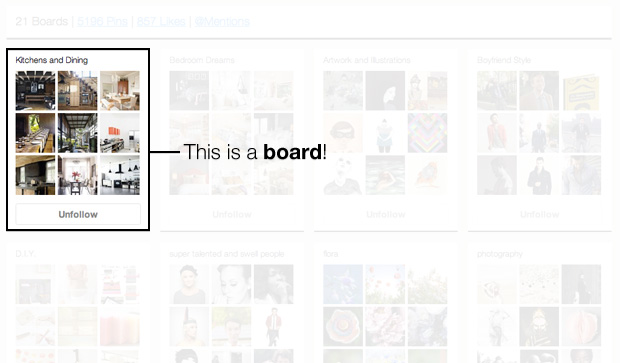 21 Boards | 5196 Pins | 857 Likes | @Mentions
Kitchens and Dining
Bedroom Dreams
Artwork and Illustrations
Boyfriend Style
This is a board!
Unfollow
Unfollow
Unfollow
Unfollow
D.I.Y
super talented and swell people
flora
photography